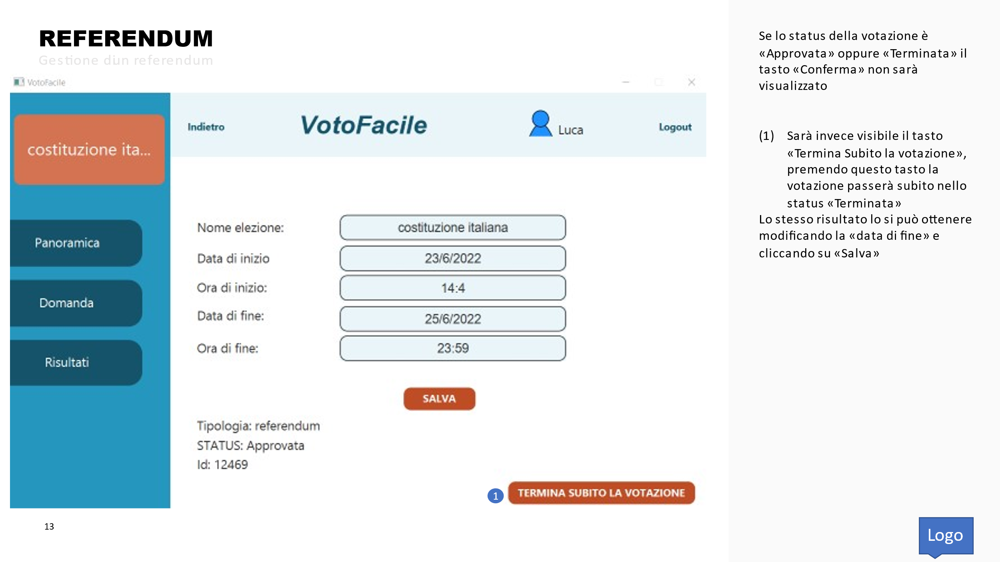 REFERENDUM
Gestione diun referendum
VotoFacile
costituzione ita...
Panoramica
Domanda
Risultati
Indietro
VotoFacile
Luca
Logout
Nome elezione:
costituzione italiana
Data di inizio
23/6/2022
Ora di inizio:
14:4
Data di fine:
25/6/2022
Ora di fine:
23:59
SALVA
Tipologia: referendum
STATUS: Approvata
Id: 12469
1
TERMINA SUBITO LA VOTAZIONE
Se lo status della votazione è
«Approvata» oppure «Terminata» il
tasto «Conferma» non sarà
visualizzato
(1) Sarà invece visibile il tasto
«Termina Subito la votazione»,
premendo questo tasto la
votazione passerà subito nello
status «Terminata»
Lo stesso risultato lo si può ottenere
modificando la «data di fine» e
cliccando su «Salva»
13
Logo